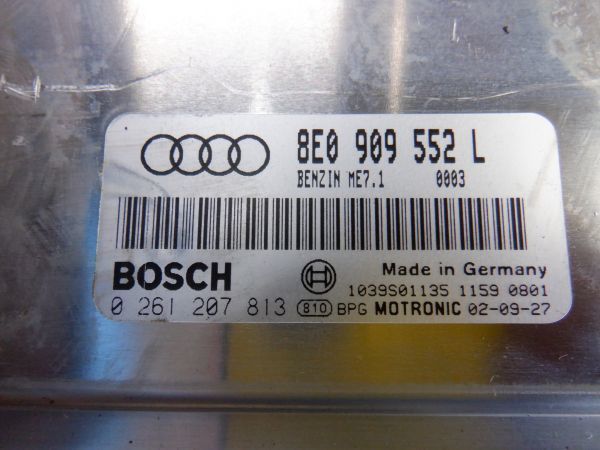 8E0 909 552 L
BENZIN ME7.1 0003
BOSCH
Made in Germany
1039S01135 1159 0801
0 261 207 813 810 BPG MOTRONIC 02-09-27